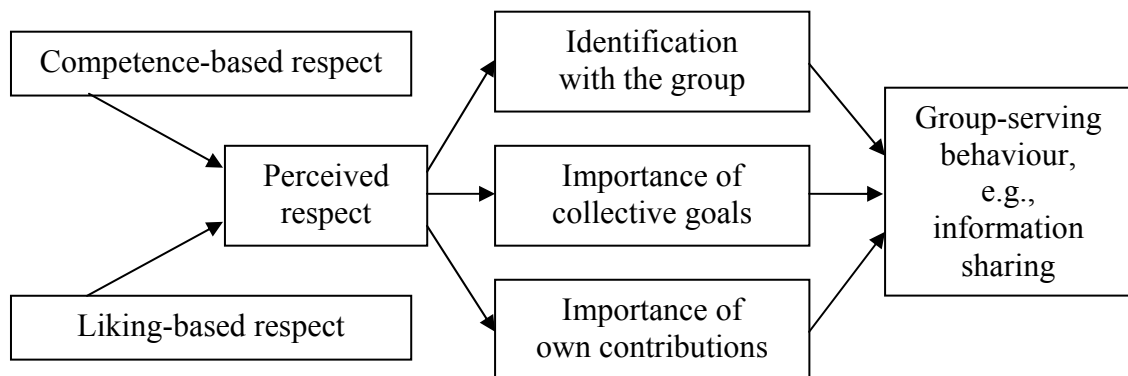 Competence-based respect
Liking-based respect
Perceived
respect
Identification
with the group
Importance of
collective goals
Importance of
own contributions
Group-serving
behaviour,
e.g.,
information
sharing